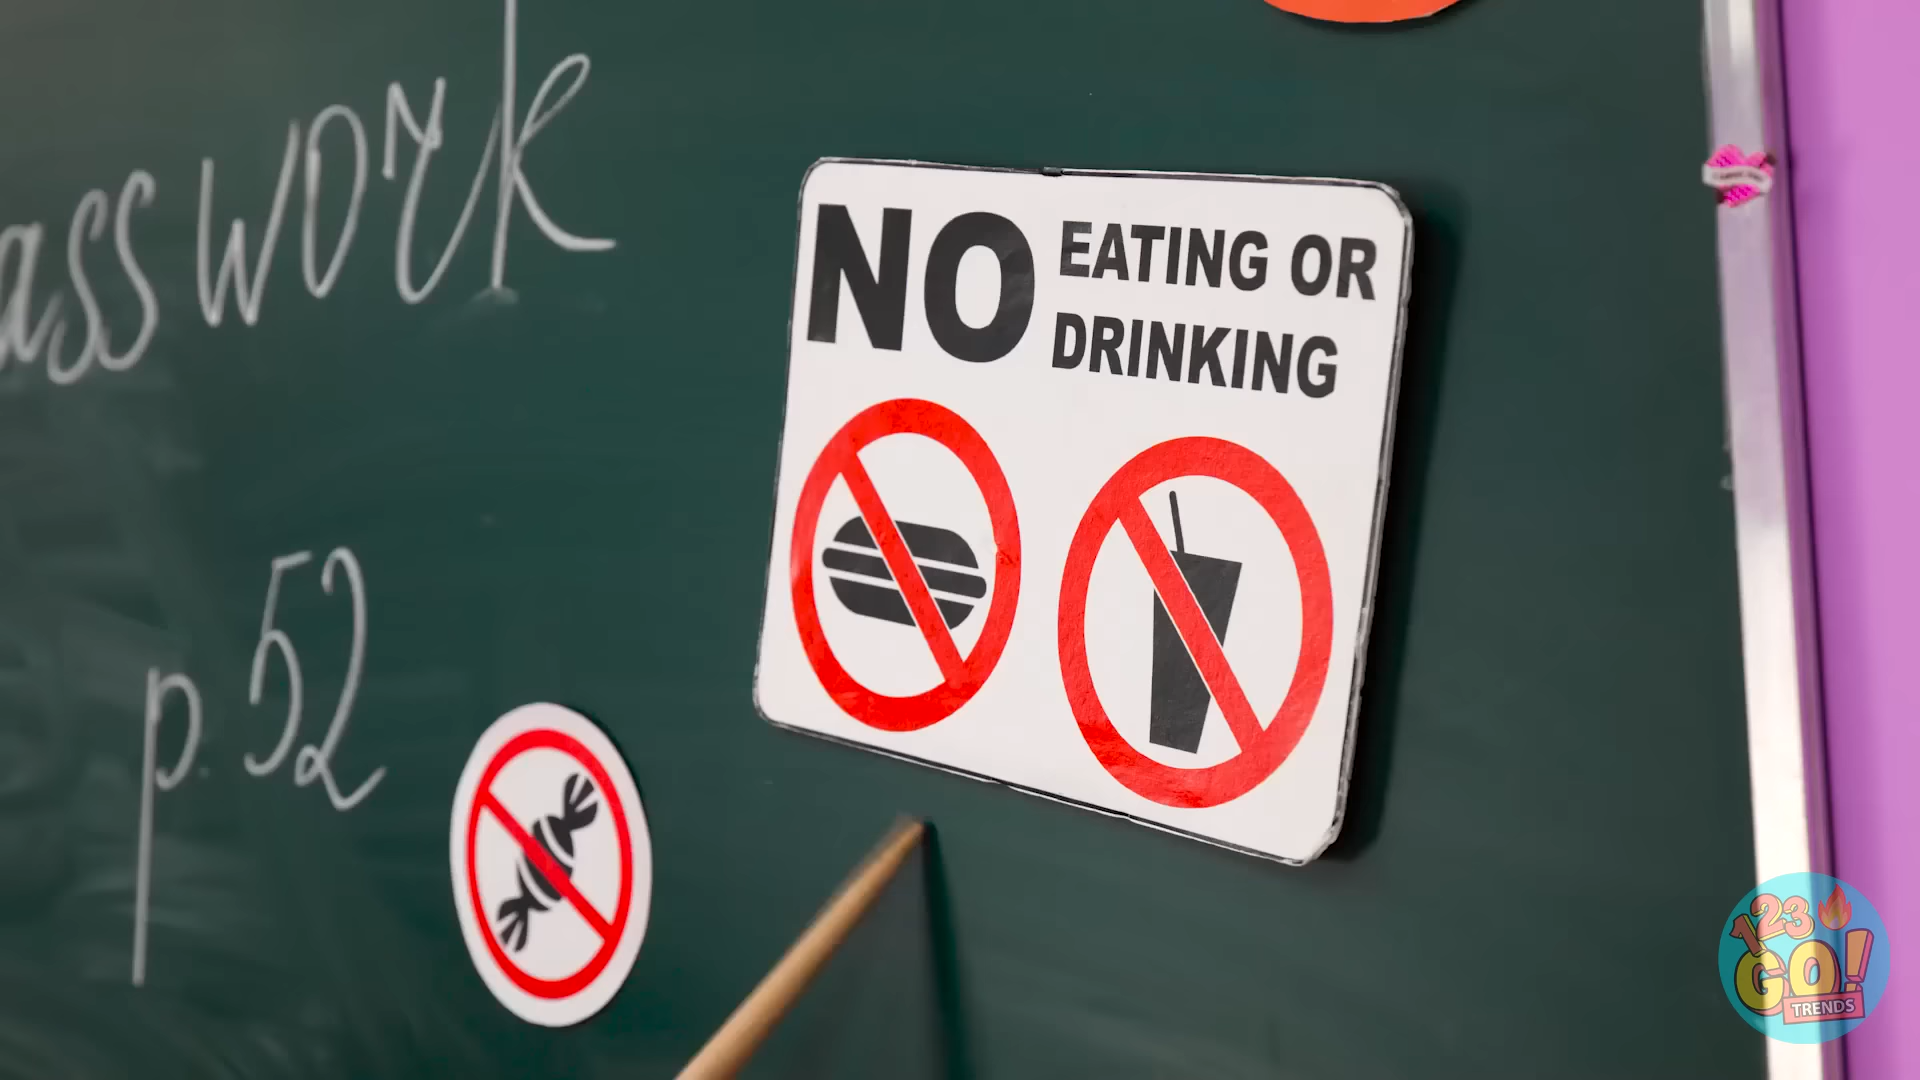 asswork
p. 52
NO EATING OR
DRINKING
123
GO!
TRENDS